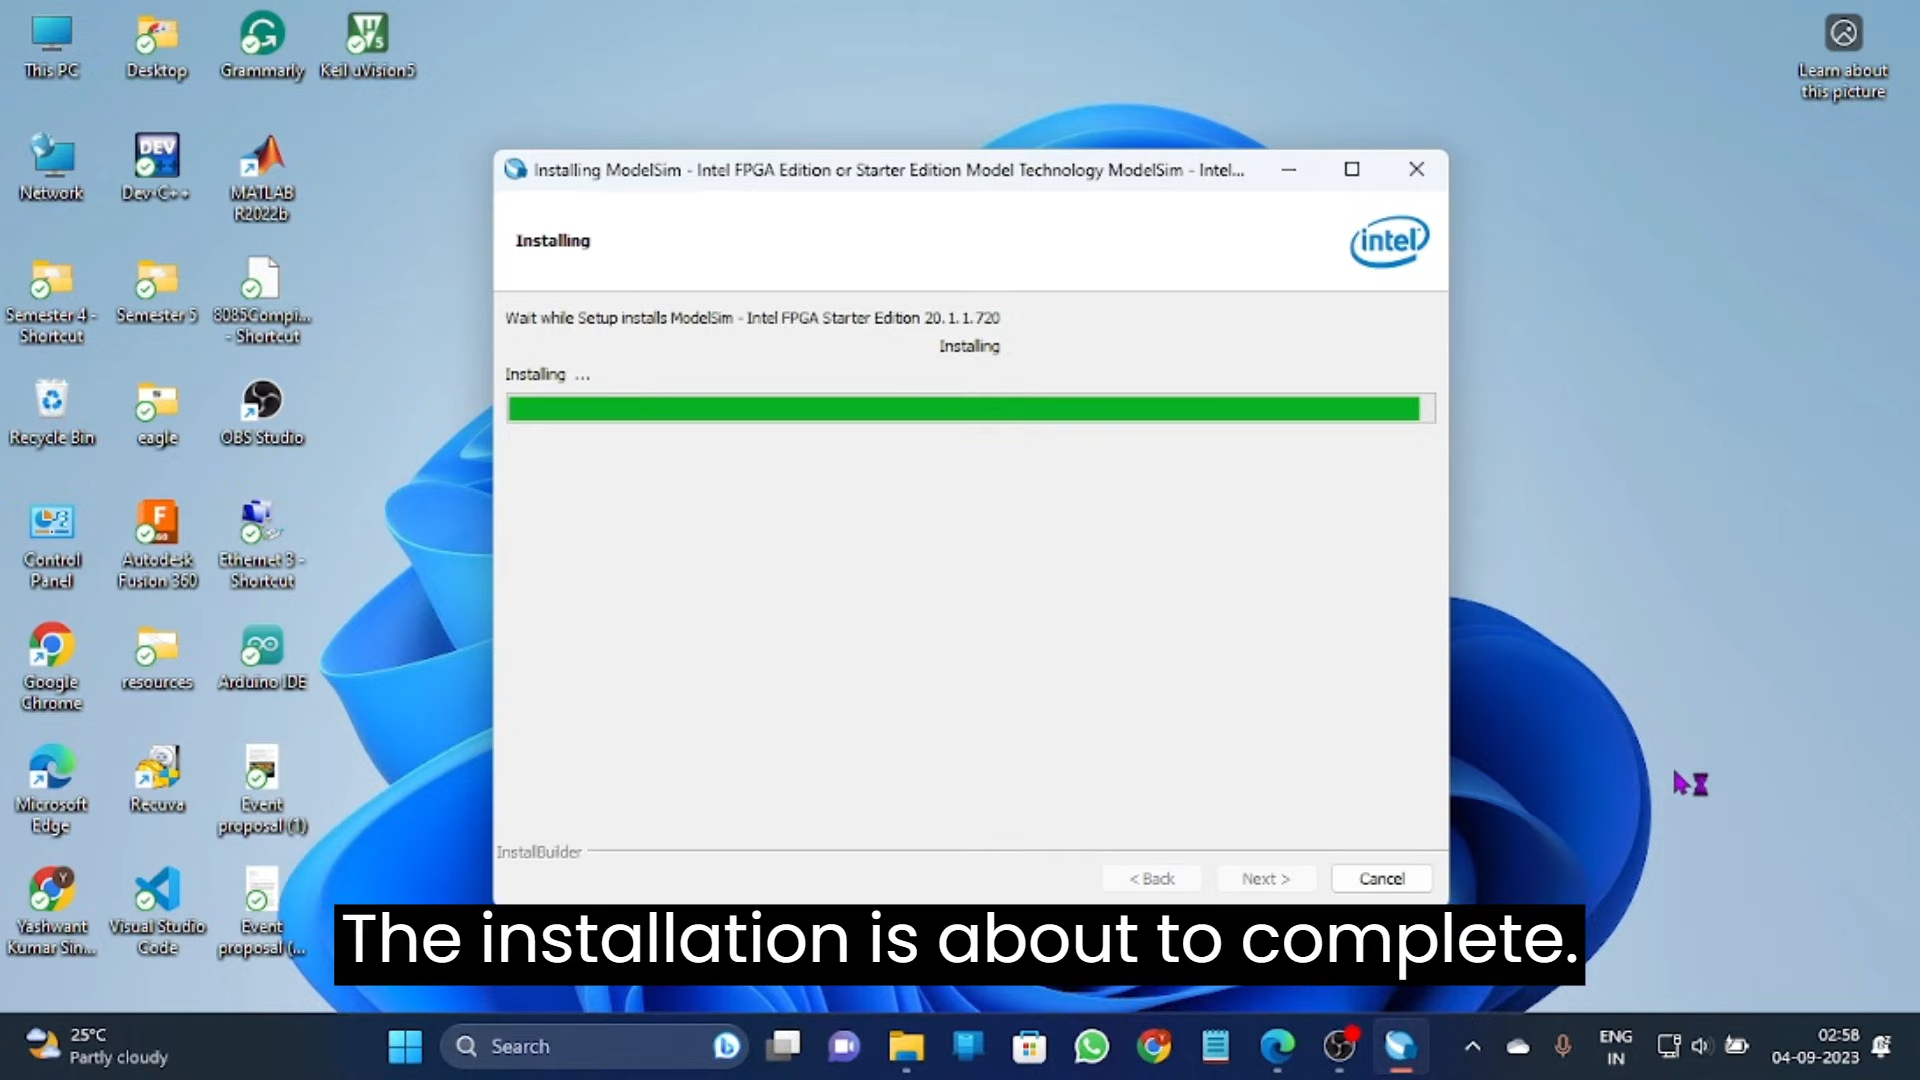 This PC
Desktop
Grammarly
Keil uVision5
Learn about
this picture
Network
DEV
Dev-C++
MATLAB
R2022b
Semester 4 -
Shortcut
Semester 5
8085Compi...
- Shortcut
Recycle Bin
eagle
OBS Studio
Control
Panel
Autodesk
Fusion 360
Ethernet 3 -
Shortcut
Google
Chrome
resources
Arduino IDE
Microsoft
Edge
Recuva
Event
proposal (1)
Yashwant
Kumar Sin...
Visual Studio
Code
Event
proposal (...
Installing ModelSim - Intel FPGA Edition or Starter Edition Model Technology ModelSim - Intel...
Installing
intel
Wait while Setup installs ModelSim - Intel FPGA Starter Edition 20.1.1.720
Installing
Installing ...
InstallBuilder
< Back
Next >
Cancel
The installation is about to complete.
25°C
Partly cloudy
Search
ENG
IN
02:58
04-09-2023